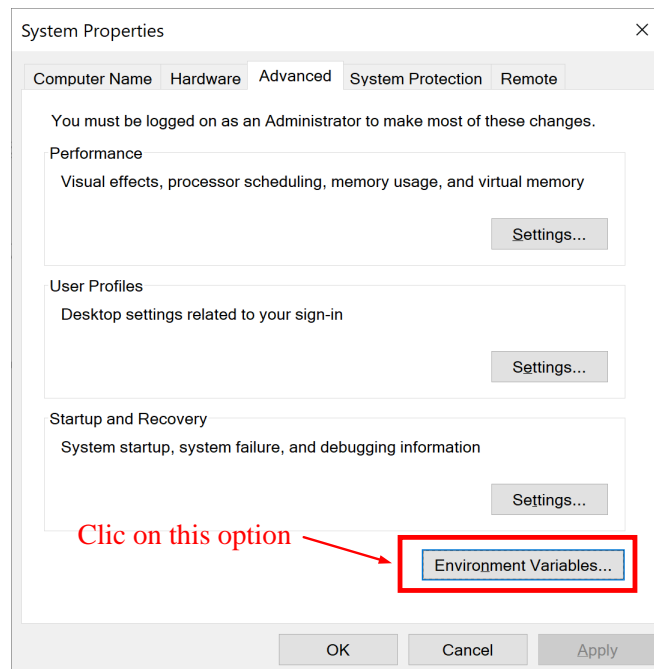 System Properties
Computer Name Hardware Advanced System Protection Remote
You must be logged on as an Administrator to make most of these changes.
Performance
Visual effects, processor scheduling, memory usage, and virtual memory
Settings...
User Profiles
Desktop settings related to your sign-in
Settings...
Startup and Recovery
System startup, system failure, and debugging information
Settings...
Clic on this option
Environment Variables...
OK Cancel Apply